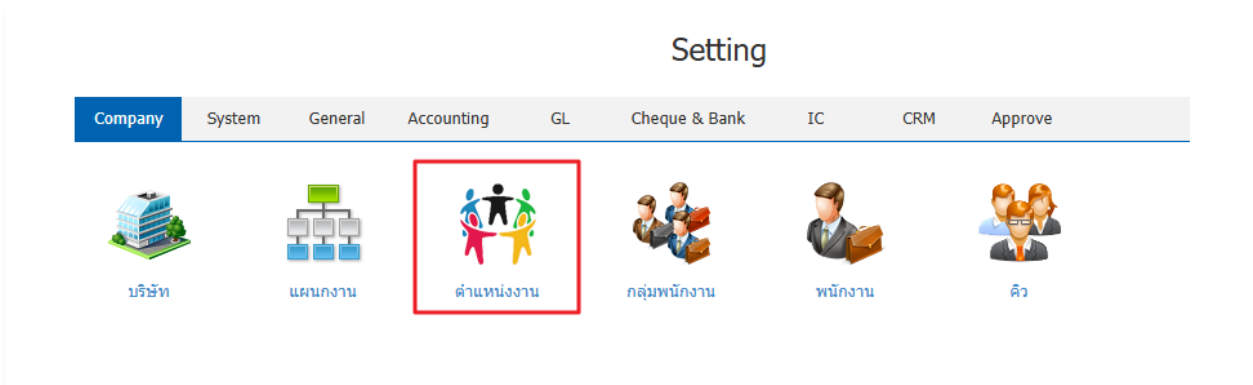 Setting
Company System General Accounting GL Cheque & Bank IC CRM Approve
บริษัท แผนกงาน ตำแหน่งงาน กลุ่มพนักงาน พนักงาน คิว